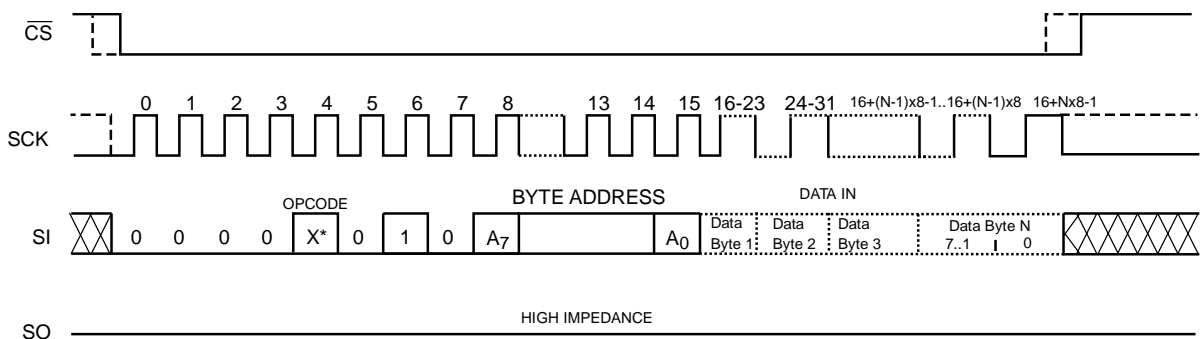 CS
0 1 2 3 4 5 6 7 8 13 14 15 16-23 24-31 16+(N-1)x8-1..16+(N-1)x8 16+Nx8-1
SCK
OPCODE BYTE ADDRESS DATA IN
SI 0 0 0 0 X* 0 1 0 A7 A0
Data Byte 1
Data Byte 2
Data Byte 3
Data Byte N
7..1 0
HIGH IMPEDANCE
SO